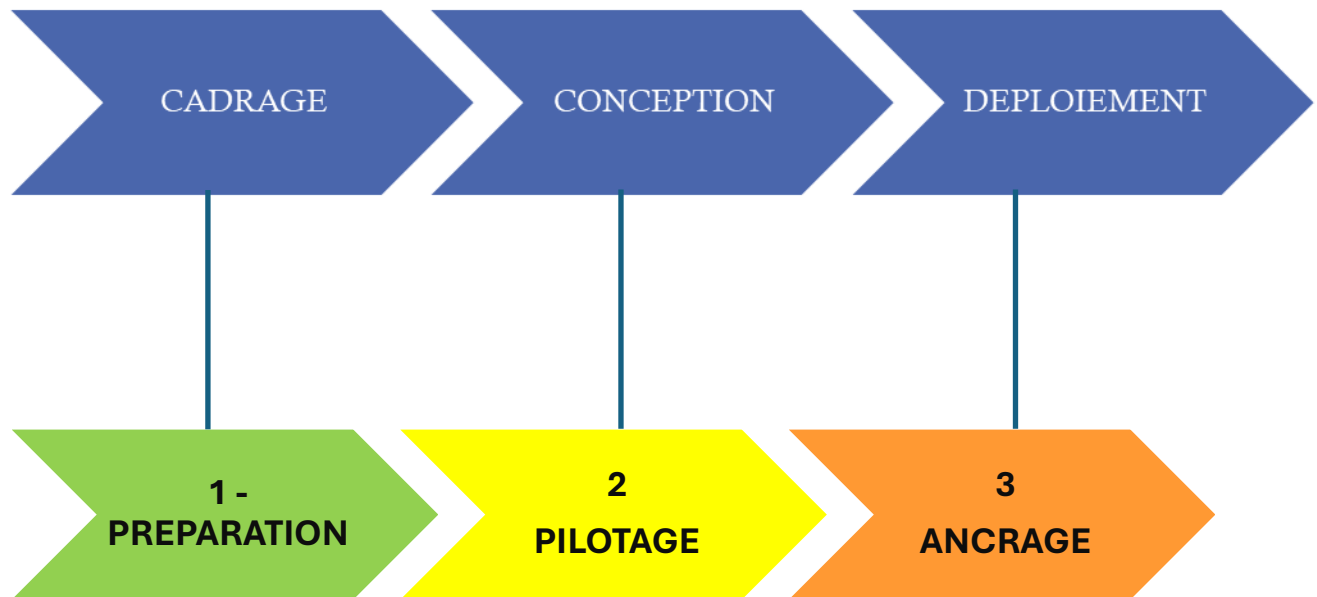 CADRAGE
CONCEPTION
DEPLOIEMENT
1 -
PREPARATION
2
PILOTAGE
3
ANCRAGE